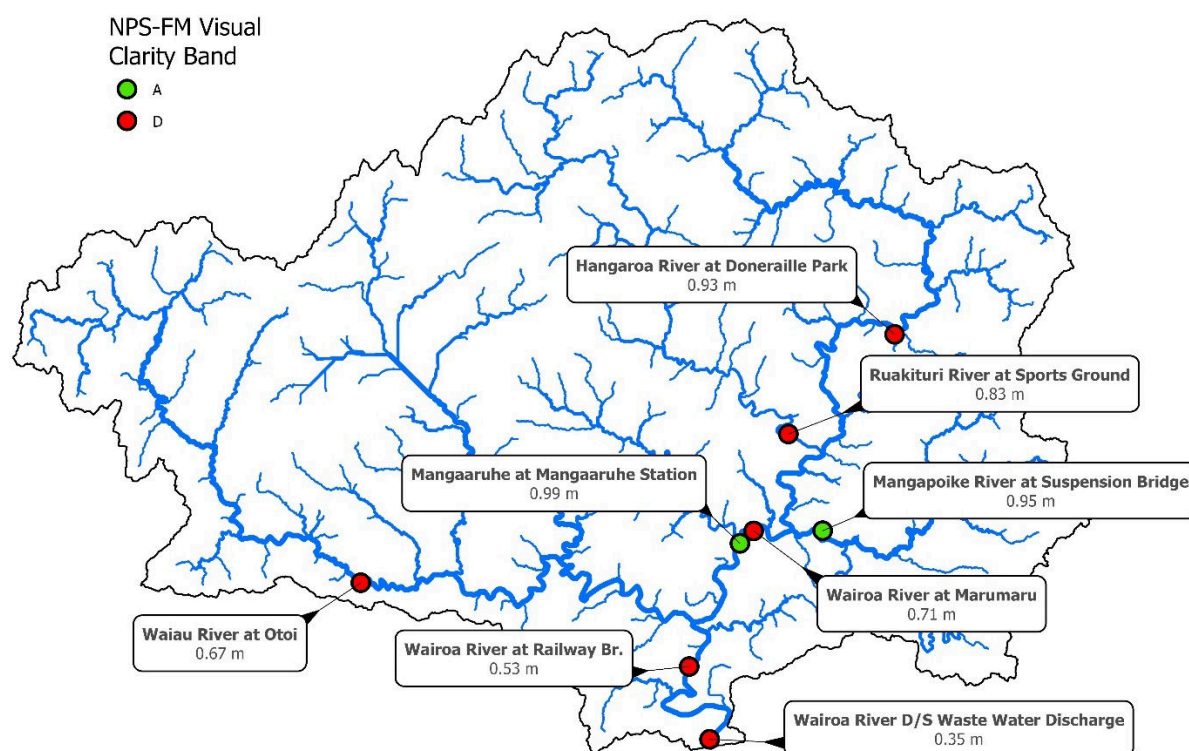 NPS-FM Visual
Clarity Band
A
D
Hangaroa River at Doneraille Park
0.93 m
Ruakituri River at Sports Ground
0.83 m
Mangaaruhe at Mangaaruhe Station
0.99 m
Mangapoike River at Suspension Bridge
0.95 m
Wairoa River at Marumaru
0.71 m
Waiau River at Otoi
0.67 m
Wairoa River at Railway Br.
0.53 m
Wairoa River D/S Waste Water Discharge
0.35 m